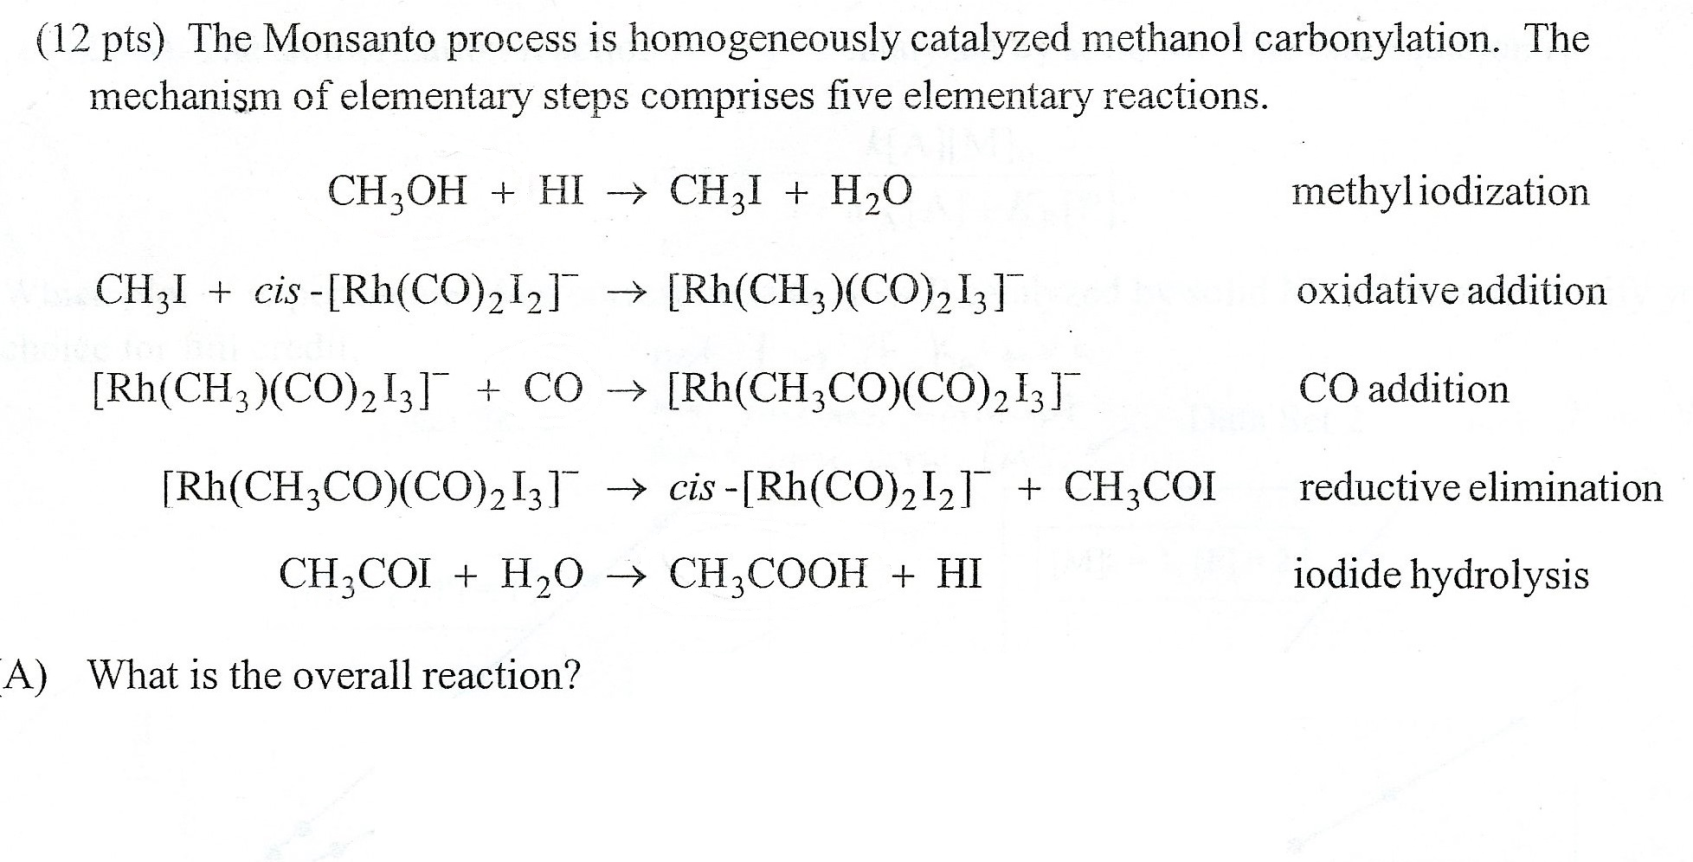 (12 pts) The Monsanto process is homogeneously catalyzed methanol carbonylation. The
mechanism of elementary steps comprises five elementary reactions.
CH₃OH + HI → CH₃I + H₂O methyl iodization
CH₃I + cis-[Rh(CO)₂I₂]⁻ → [Rh(CH₃)(CO)₂I₃]⁻ oxidative addition
[Rh(CH₃)(CO)₂I₃]⁻ + CO → [Rh(CH₃CO)(CO)₂I₃]⁻ CO addition
[Rh(CH₃CO)(CO)₂I₃]⁻ → cis-[Rh(CO)₂I₂]⁻ + CH₃COI reductive elimination
CH₃COI + H₂O → CH₃COOH + HI iodide hydrolysis
A) What is the overall reaction?